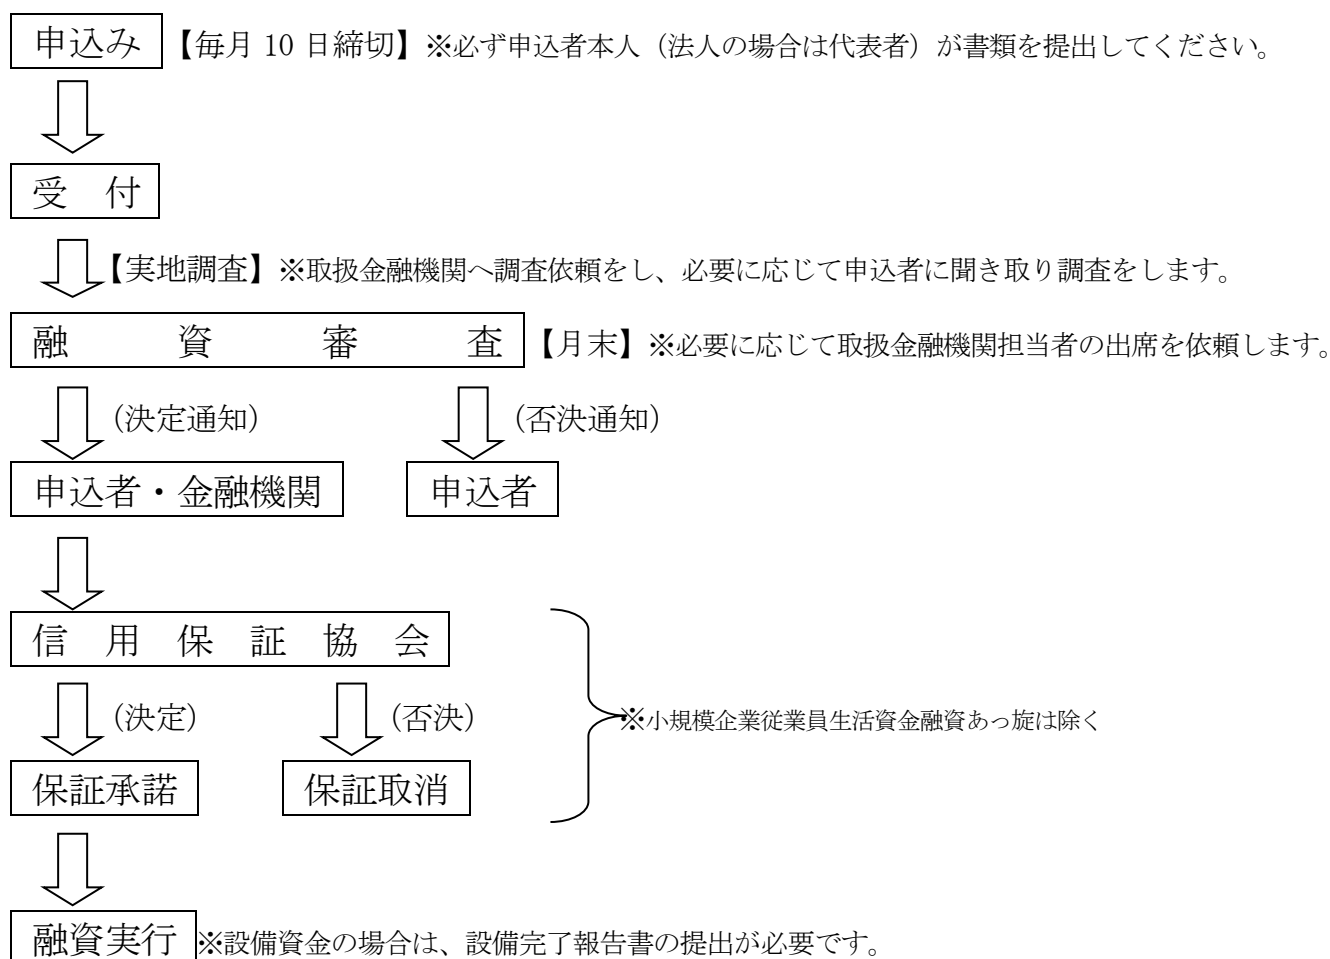 申込み 【毎月 10 日締切】※必ず申込者本人（法人の場合は代表者）が書類を提出してください。
受　付
【実地調査】※取扱金融機関へ調査依頼をし、必要に応じて申込者に聞き取り調査をします。
融　資　審　査 【月末】※必要に応じて取扱金融機関担当者の出席を依頼します。
（決定通知） （否決通知）
申込者・金融機関 申込者
信　用　保　証　協　会
（決定） （否決） ※小規模企業従業員生活資金融資あっ旋は除く
保証承諾 保証取消
融資実行 ※設備資金の場合は、設備完了報告書の提出が必要です。